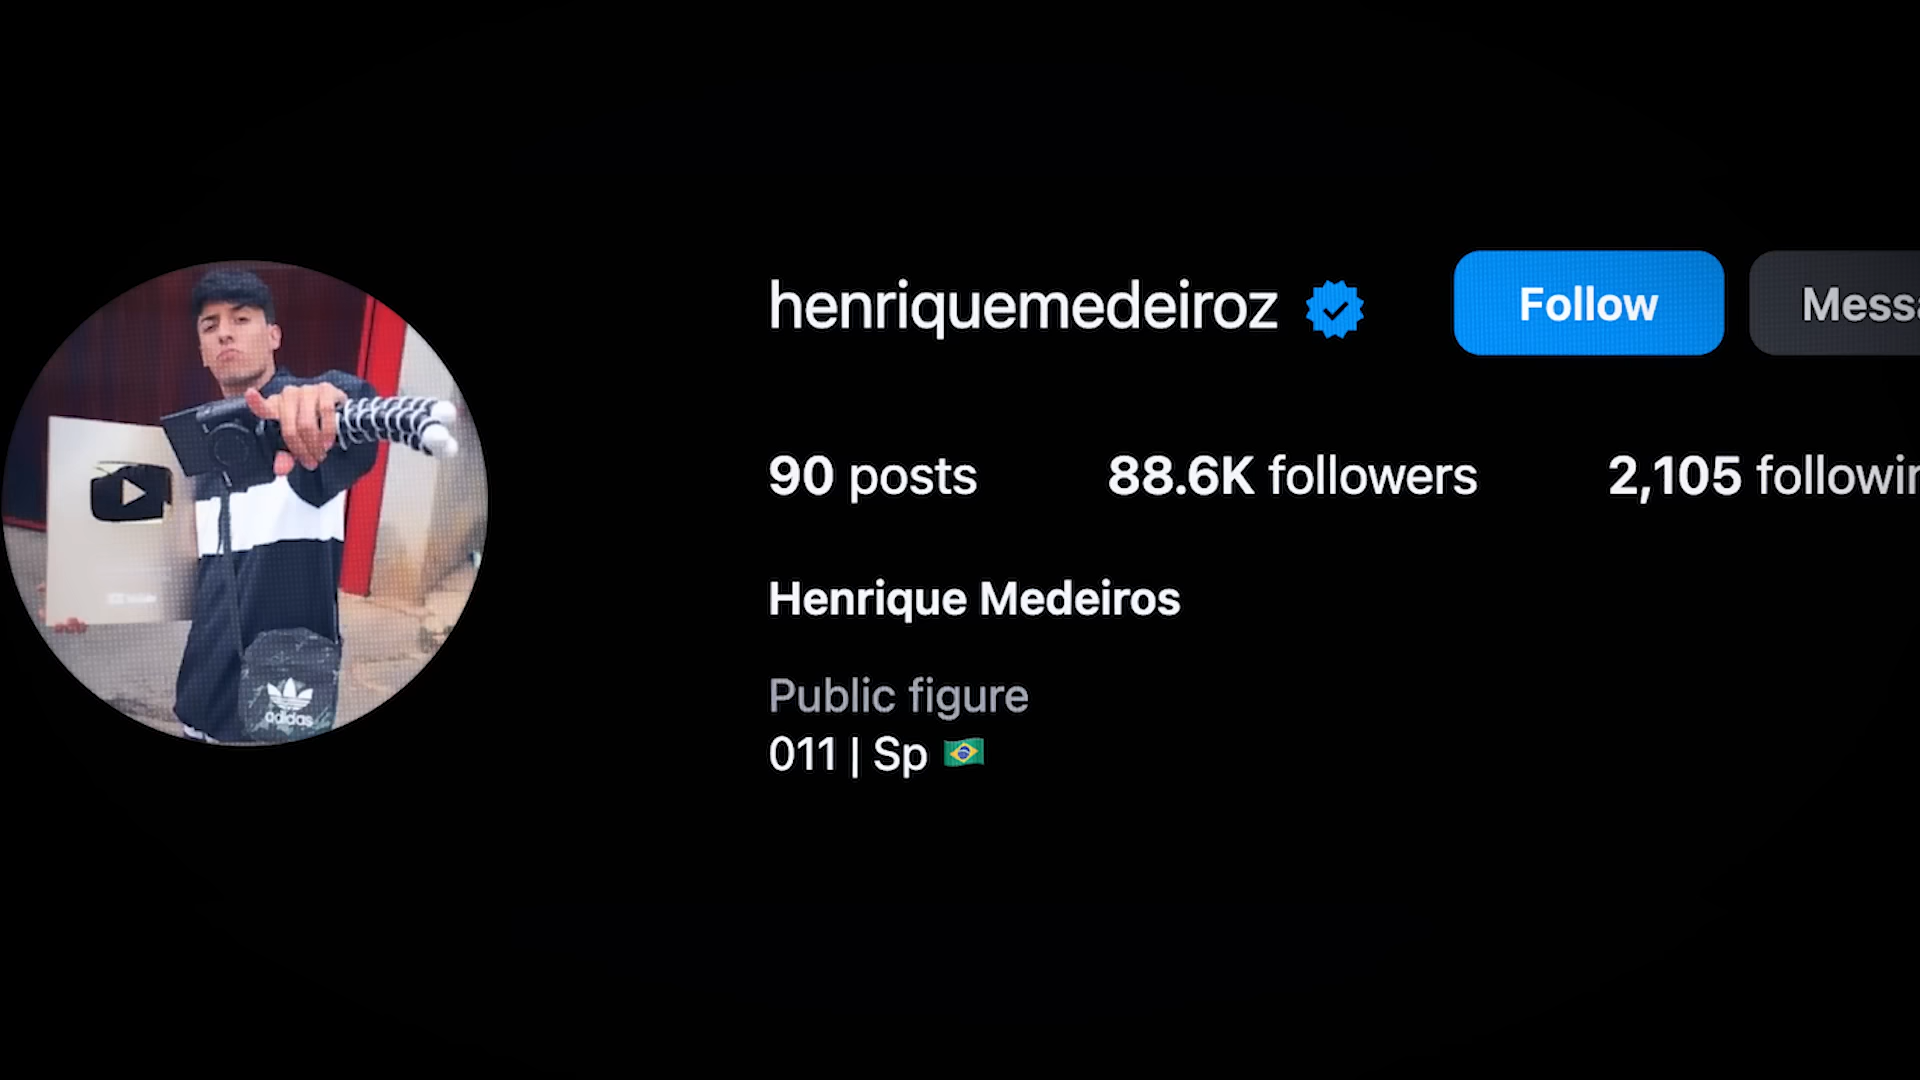 henriquemedeiroz
Follow
Messa
90 posts
88.6K followers
2,105 followin
Henrique Medeiros
Public figure
011 | Sp 🇧🇷
adidas